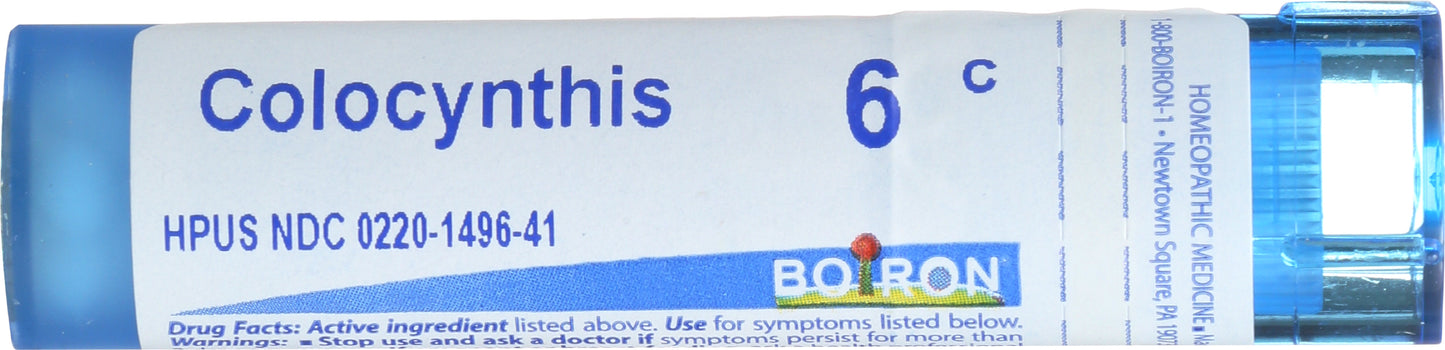 Colocynthis 6 C
HPUS NDC 0220-1496-41
BOIRON
Drug Facts: Active ingredient listed above. Use for symptoms listed below.
Warnings: ■ Stop use and ask a doctor if symptoms persist for more than
HOMEOPATHIC MEDICINE
1-800-BOIRON-1 • Newtown Square, PA